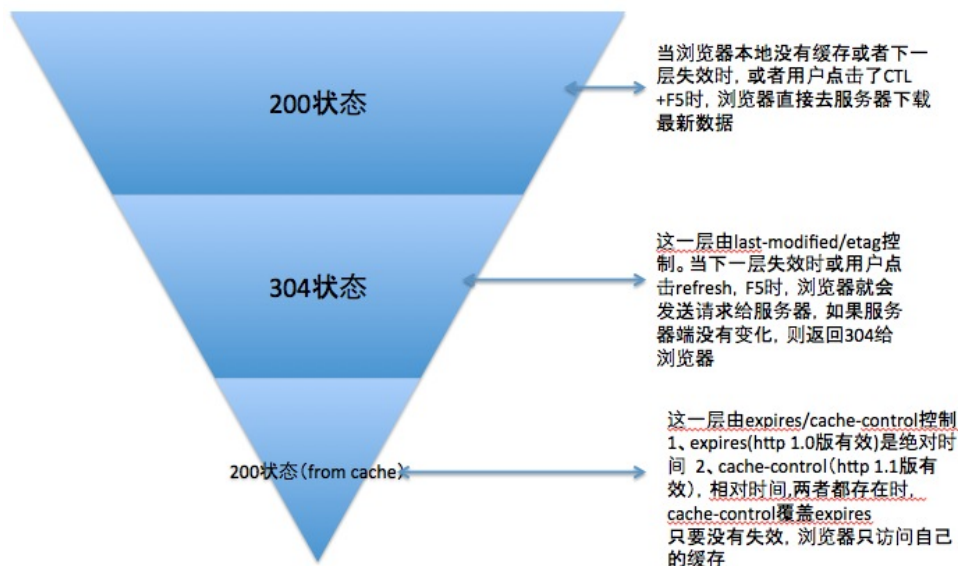 200状态
当浏览器本地没有缓存或者下一
层失效时，或者用户点击了CTL
+F5时，浏览器直接去服务器下载
最新数据
304状态
这一层由last-modified/etag控
制。当下一层失效时或用户点
击refresh，F5时，浏览器就会
发送请求给服务器，如果服务
器端没有变化，则返回304给
浏览器
200状态（from cache）
这一层由expires/cache-control控制
1、expires(http 1.0版有效)是绝对时
间 2、cache-control（http 1.1版有
效），相对时间,两者都存在时，
cache-control覆盖expires
只要没有失效，浏览器只访问自己
的缓存